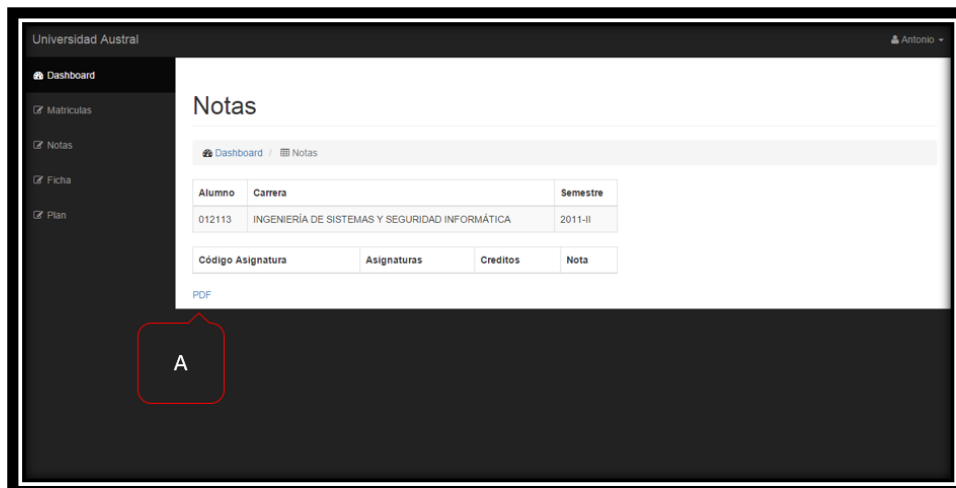 Universidad Austral
Antonio
Dashboard
Matriculas
Notas
Ficha
Plan
Notas
Dashboard / Notas
Alumno Carrera Semestre
012113 INGENIERÍA DE SISTEMAS Y SEGURIDAD INFORMÁTICA 2011-II
Código Asignatura Asignaturas Creditos Nota
PDF
A